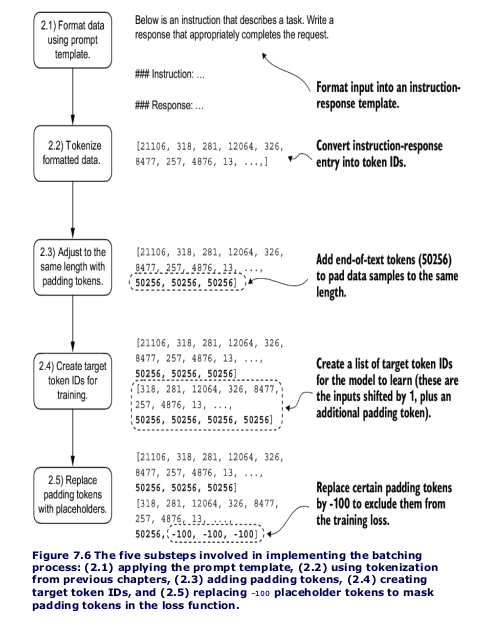 2.1) Format data
using prompt
template.
Below is an instruction that describes a task. Write a
response that appropriately completes the request.
### Instruction: ...
### Response: ...
Format input into an instruction-
response template.
2.2) Tokenize
formatted data.
[21106, 318, 281, 12064, 326,
8477, 257, 4876, 13, ...,]
Convert instruction-response
entry into token IDs.
2.3) Adjust to the
same length with
padding tokens.
[21106, 318, 281, 12064, 326,
8477, 257, 4876, 13, ...,
50256, 50256, 50256]
Add end-of-text tokens (50256)
to pad data samples to the same
length.
2.4) Create target
token IDs for
training.
[21106, 318, 281, 12064, 326,
8477, 257, 4876, 13, ...,
50256, 50256, 50256]
[318, 281, 12064, 326, 8477,
257, 4876, 13, ...,
50256, 50256, 50256, 50256]
Create a list of target token IDs
for the model to learn (these are
the inputs shifted by 1, plus an
additional padding token).
2.5) Replace
padding tokens
with placeholders.
[21106, 318, 281, 12064, 326,
8477, 257, 4876, 13, ...,
50256, 50256, 50256]
[318, 281, 12064, 326, 8477,
257, 4876, 13, ...,
50256, -100, -100, -100]
Replace certain padding tokens
by -100 to exclude them from
the training loss.
Figure 7.6 The five substeps involved in implementing the batching
process: (2.1) applying the prompt template, (2.2) using tokenization
from previous chapters, (2.3) adding padding tokens, (2.4) creating
target token IDs, and (2.5) replacing -100 placeholder tokens to mask
padding tokens in the loss function.